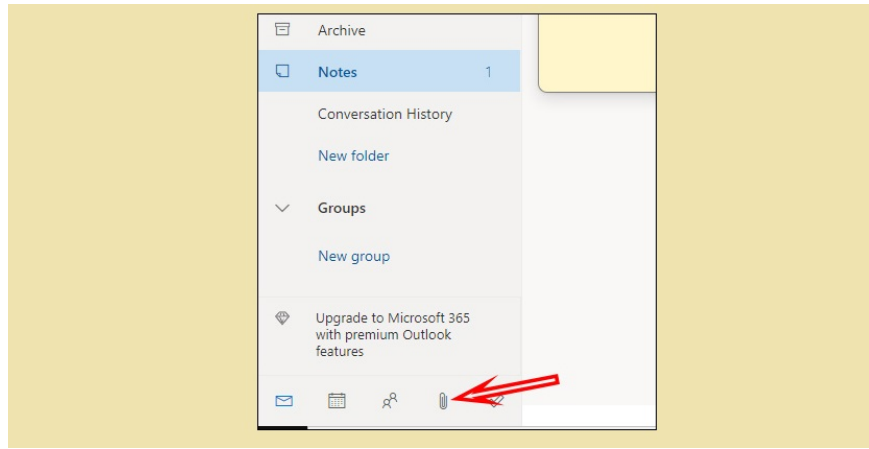 Archive
Notes 1
Conversation History
New folder
Groups
New group
Upgrade to Microsoft 365
with premium Outlook
features